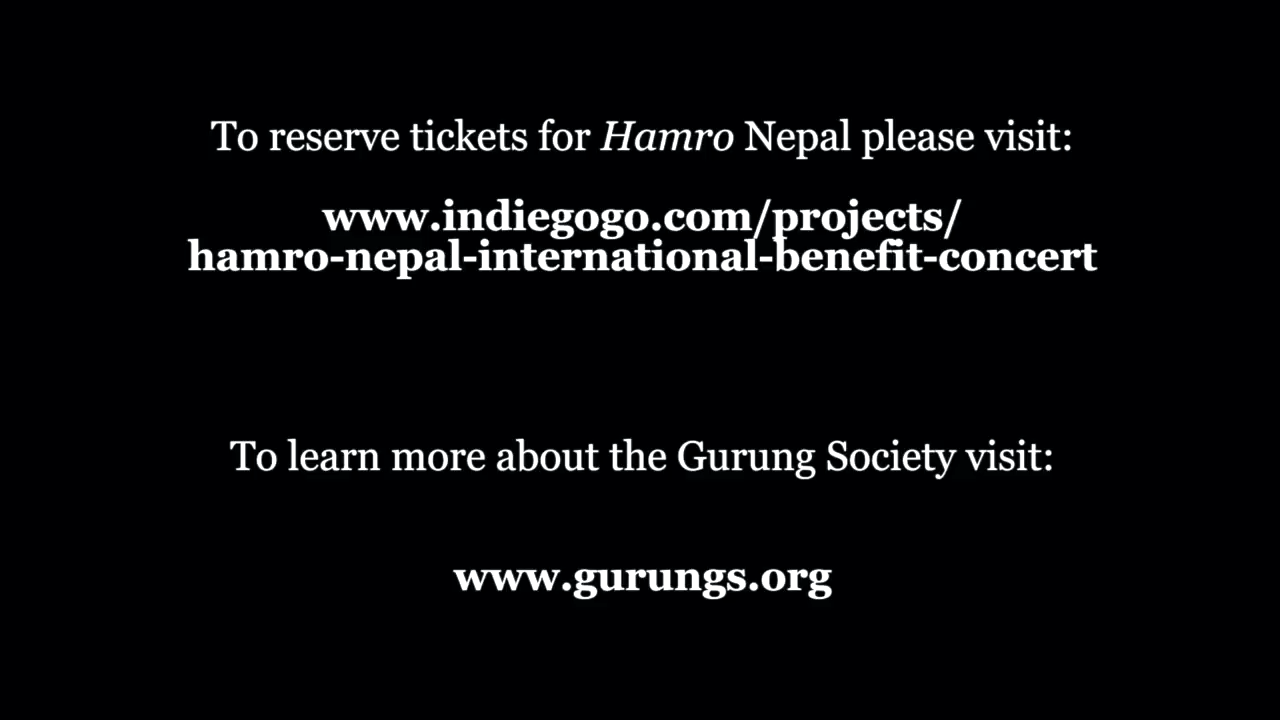 To reserve tickets for Hamro Nepal please visit:
www.indiegogo.com/projects/
hamro-nepal-international-benefit-concert
To learn more about the Gurung Society visit:
www.gurungs.org